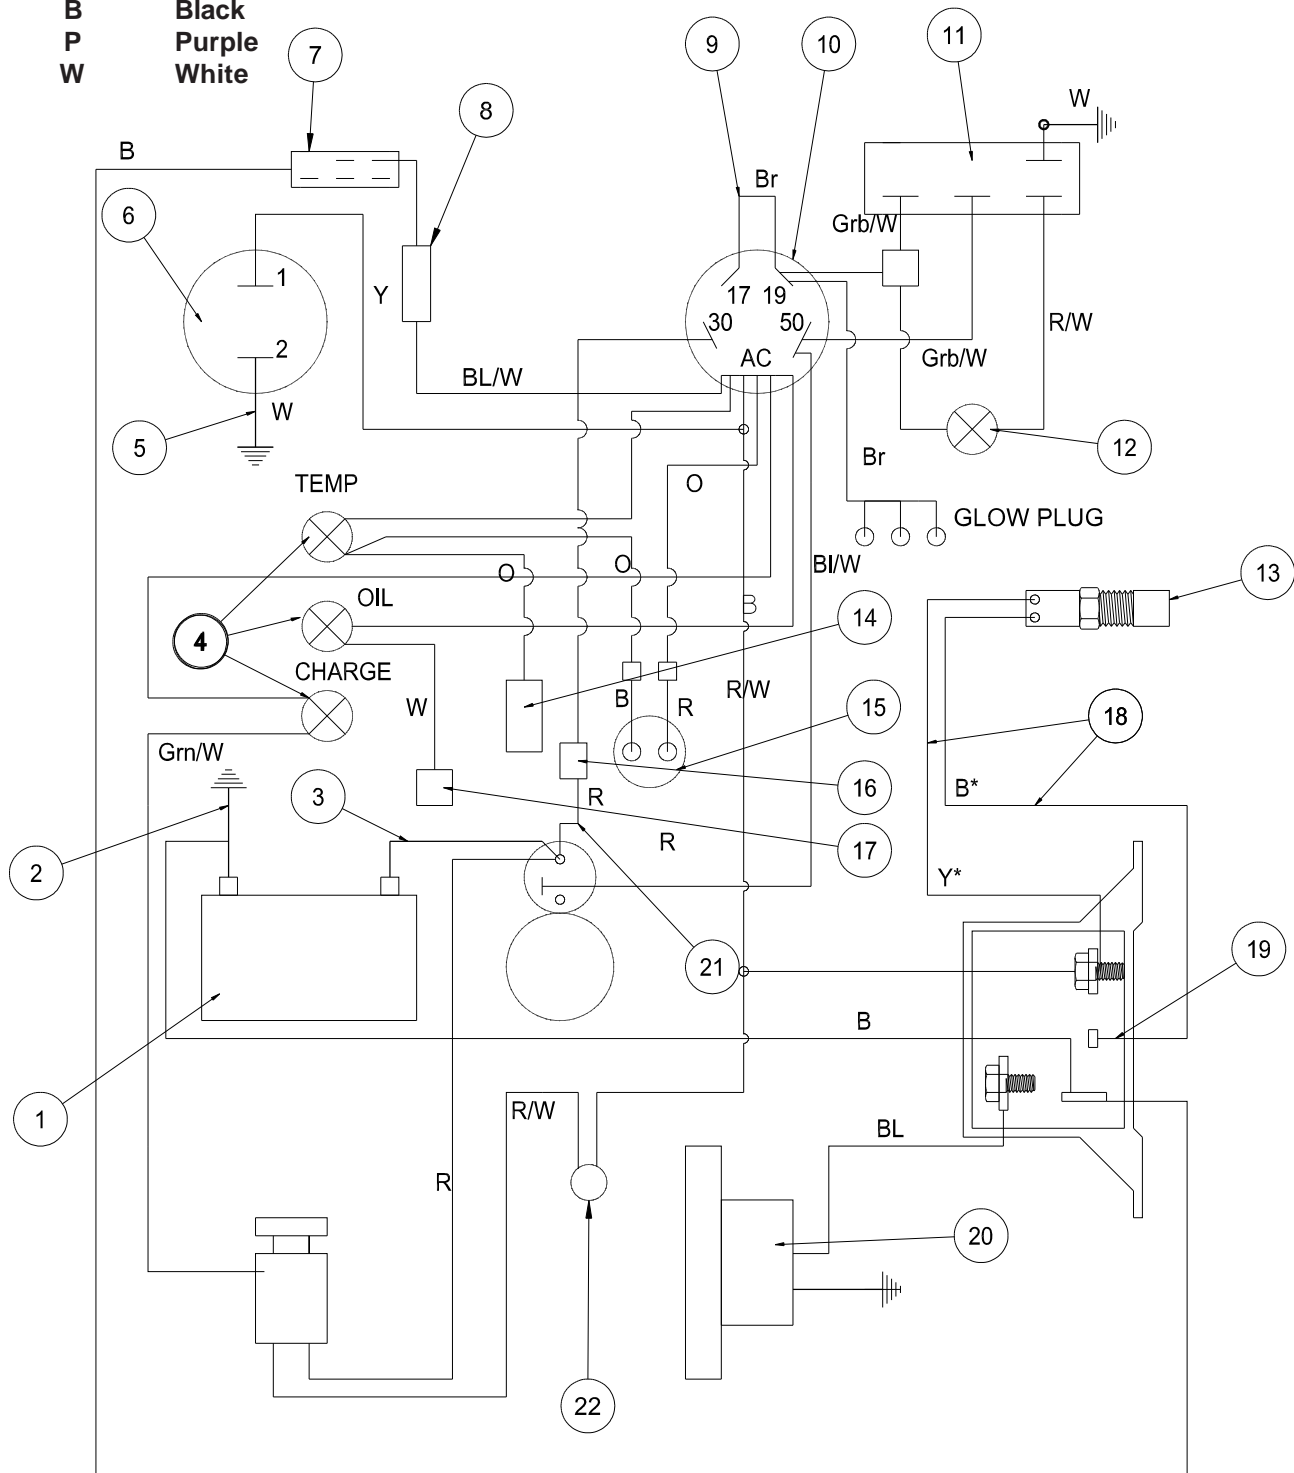 B Black
P Purple
W White
7
8
9
10
11
W
B
Br
6
Grb/W
1
17 19
Y
30 50
R/W
2
AC
Grb/W
BL/W
W
5
12
Br
TEMP
O
GLOW PLUG
O
O
BI/W
13
OIL
B
14
4
CHARGE
R/W
B
R
15
18
W
Grn/W
3
R
16
B*
R
17
2
Y*
21
19
B
1
R/W
BL
R
20
22